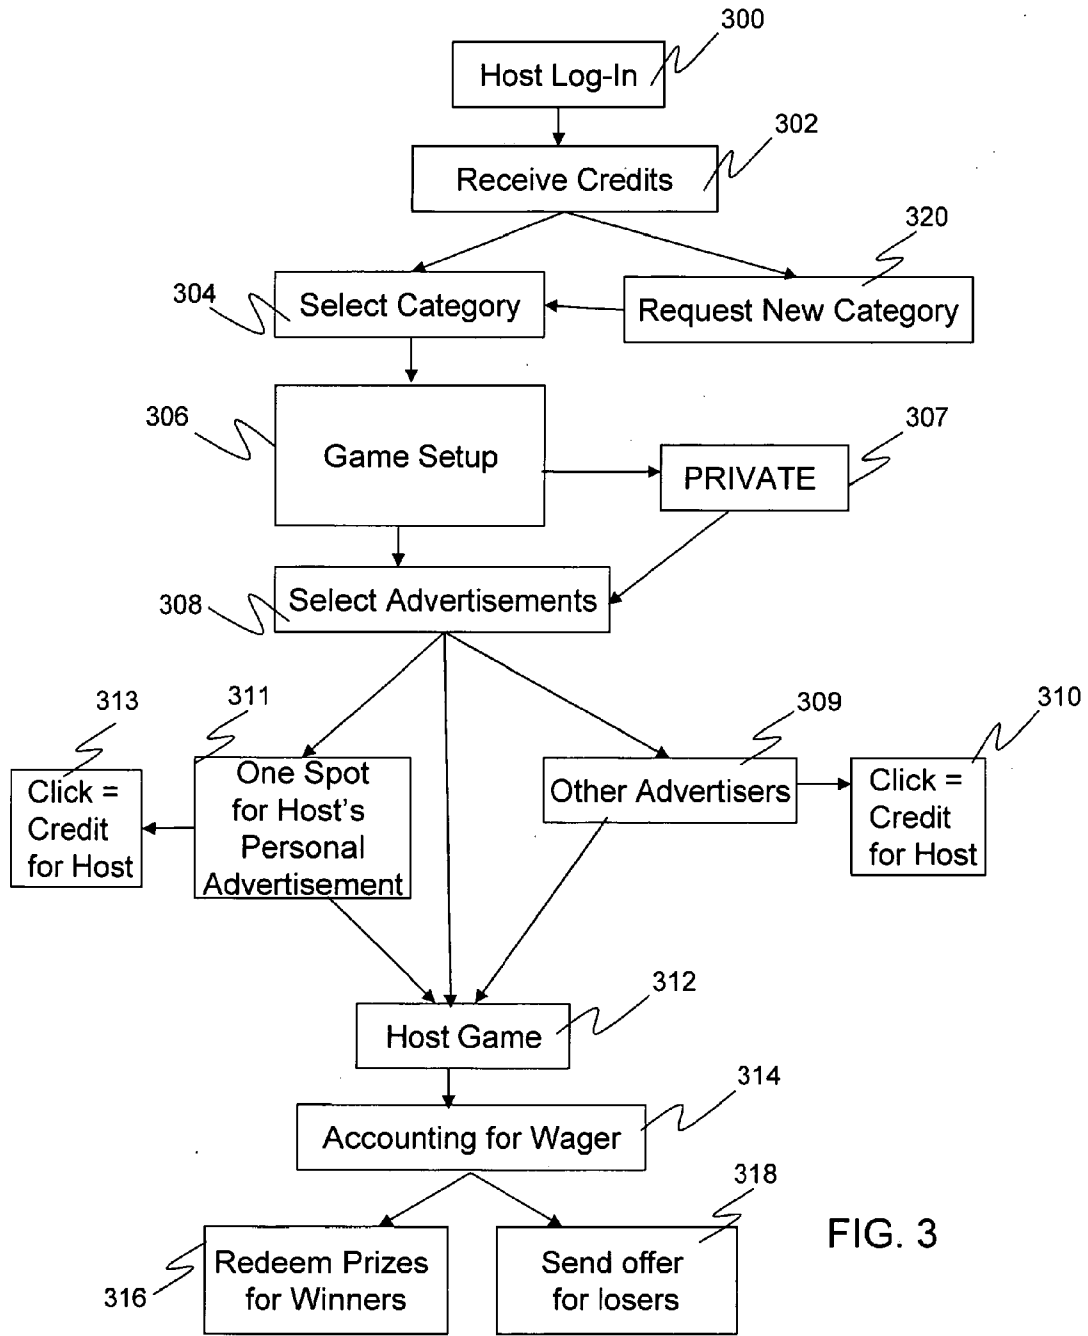 300
Host Log-In
302
Receive Credits
320
304
Select Category
Request New Category
306
Game Setup
307
PRIVATE
308
Select Advertisements
313
311
309
310
Click =
Credit
for Host
One Spot
for Host's
Personal
Advertisement
Other Advertisers
Click =
Credit
for Host
312
Host Game
314
Accounting for Wager
318
316
Redeem Prizes
for Winners
Send offer
for losers
FIG. 3